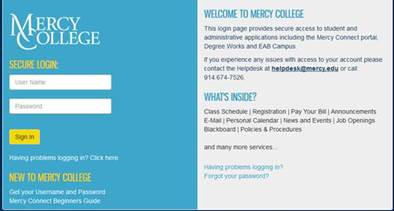 MERCY
COLLEGE
SECURE LOGIN:
User Name
Password
Sign In
Having problems logging in? Click here
NEW TO MERCY COLLEGE
Get your Username and Password
Mercy Connect Beginners Guide
WELCOME TO MERCY COLLEGE
This login page provides secure access to student and
administrative applications including the Mercy Connect portal,
Degree Works and EAB Campus.
If you experience any issues with access to your account please
contact the Helpdesk at helpdesk@mercy.edu or call
914.674-7526.
WHAT'S INSIDE?
Class Schedule | Registration | Pay Your Bill | Announcements
E-Mail | Personal Calendar | News and Events | Job Openings
Blackboard | Policies & Procedures
and many more services...
Having problems logging in?
Forgot your password?